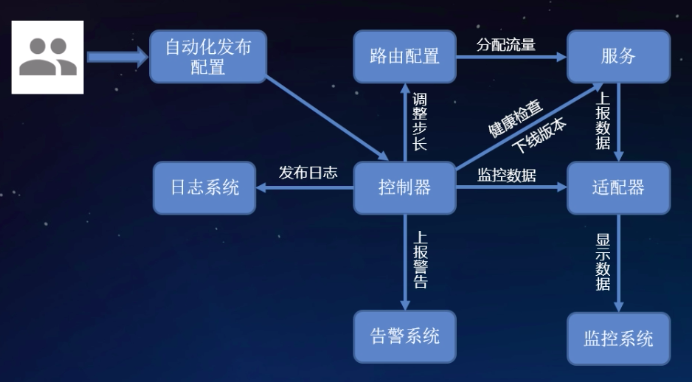 自动化发布
配置
路由配置
分配流量
服务
调整步长
健康检查
下线版本
上报数据
日志系统
发布日志
控制器
监控数据
适配器
上报警告
显示数据
告警系统
监控系统